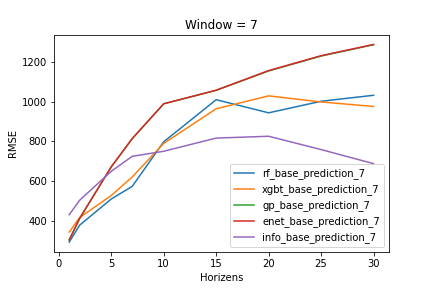 Window = 7
RMSE
1200
1000
800
600
400
0
5
10
15
20
25
30
Horizens
rf_base_prediction_7
xgbt_base_prediction_7
gp_base_prediction_7
enet_base_prediction_7
info_base_prediction_7